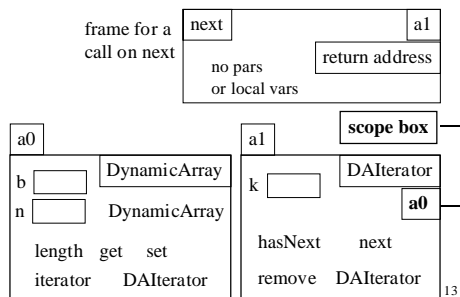 frame for a
call on next
next a1
return address
no pars
or local vars
scope box
a0
DynamicArray
b
n DynamicArray
length get set
iterator DAIterator
a1
DAIterator
k
a0
hasNext next
remove DAIterator
13